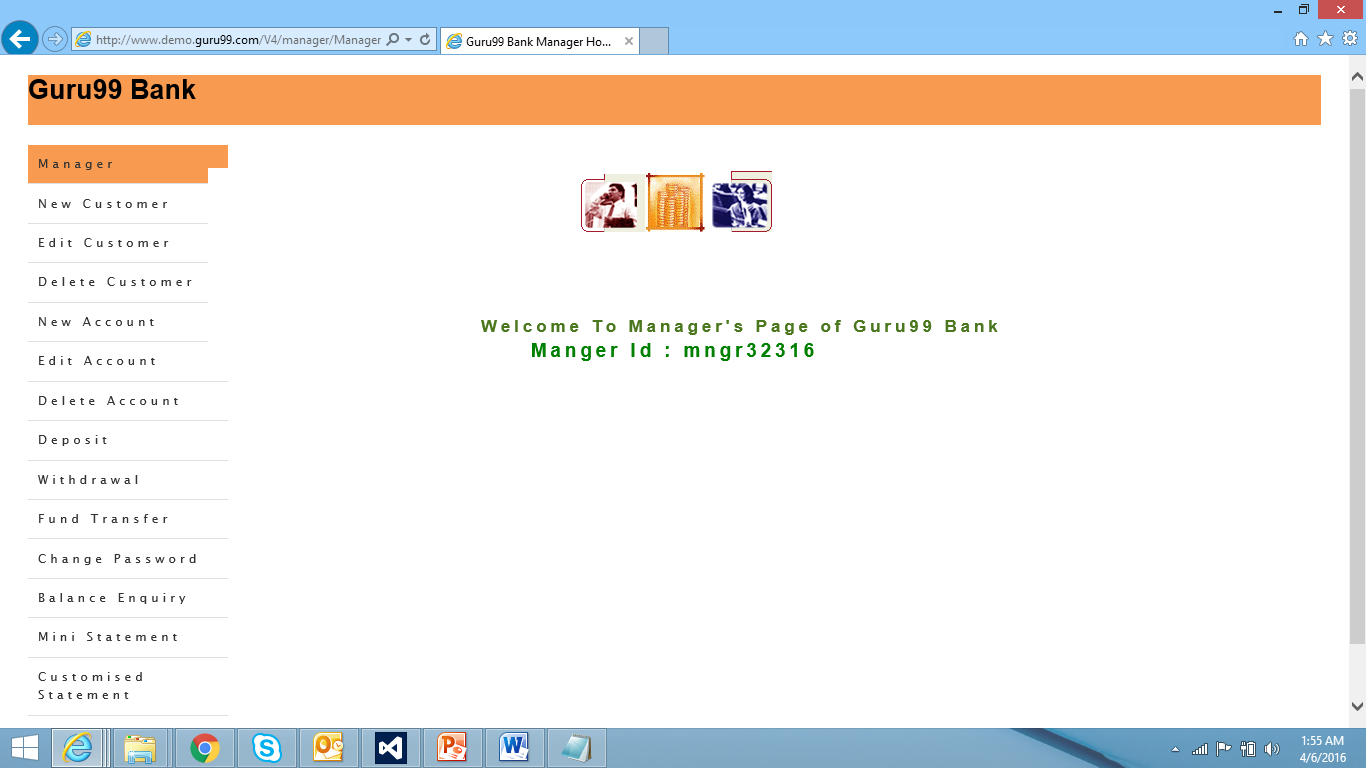 http://www.demo.guru99.com/V4/manager/Manager
Guru99 Bank Manager Ho...
Guru99 Bank
Manager
New Customer
Edit Customer
Delete Customer
New Account
Edit Account
Delete Account
Deposit
Withdrawal
Fund Transfer
Change Password
Balance Enquiry
Mini Statement
Customised
Statement
Welcome To Manager's Page of Guru99 Bank
Manger Id : mngr32316
1:55 AM
4/6/2016